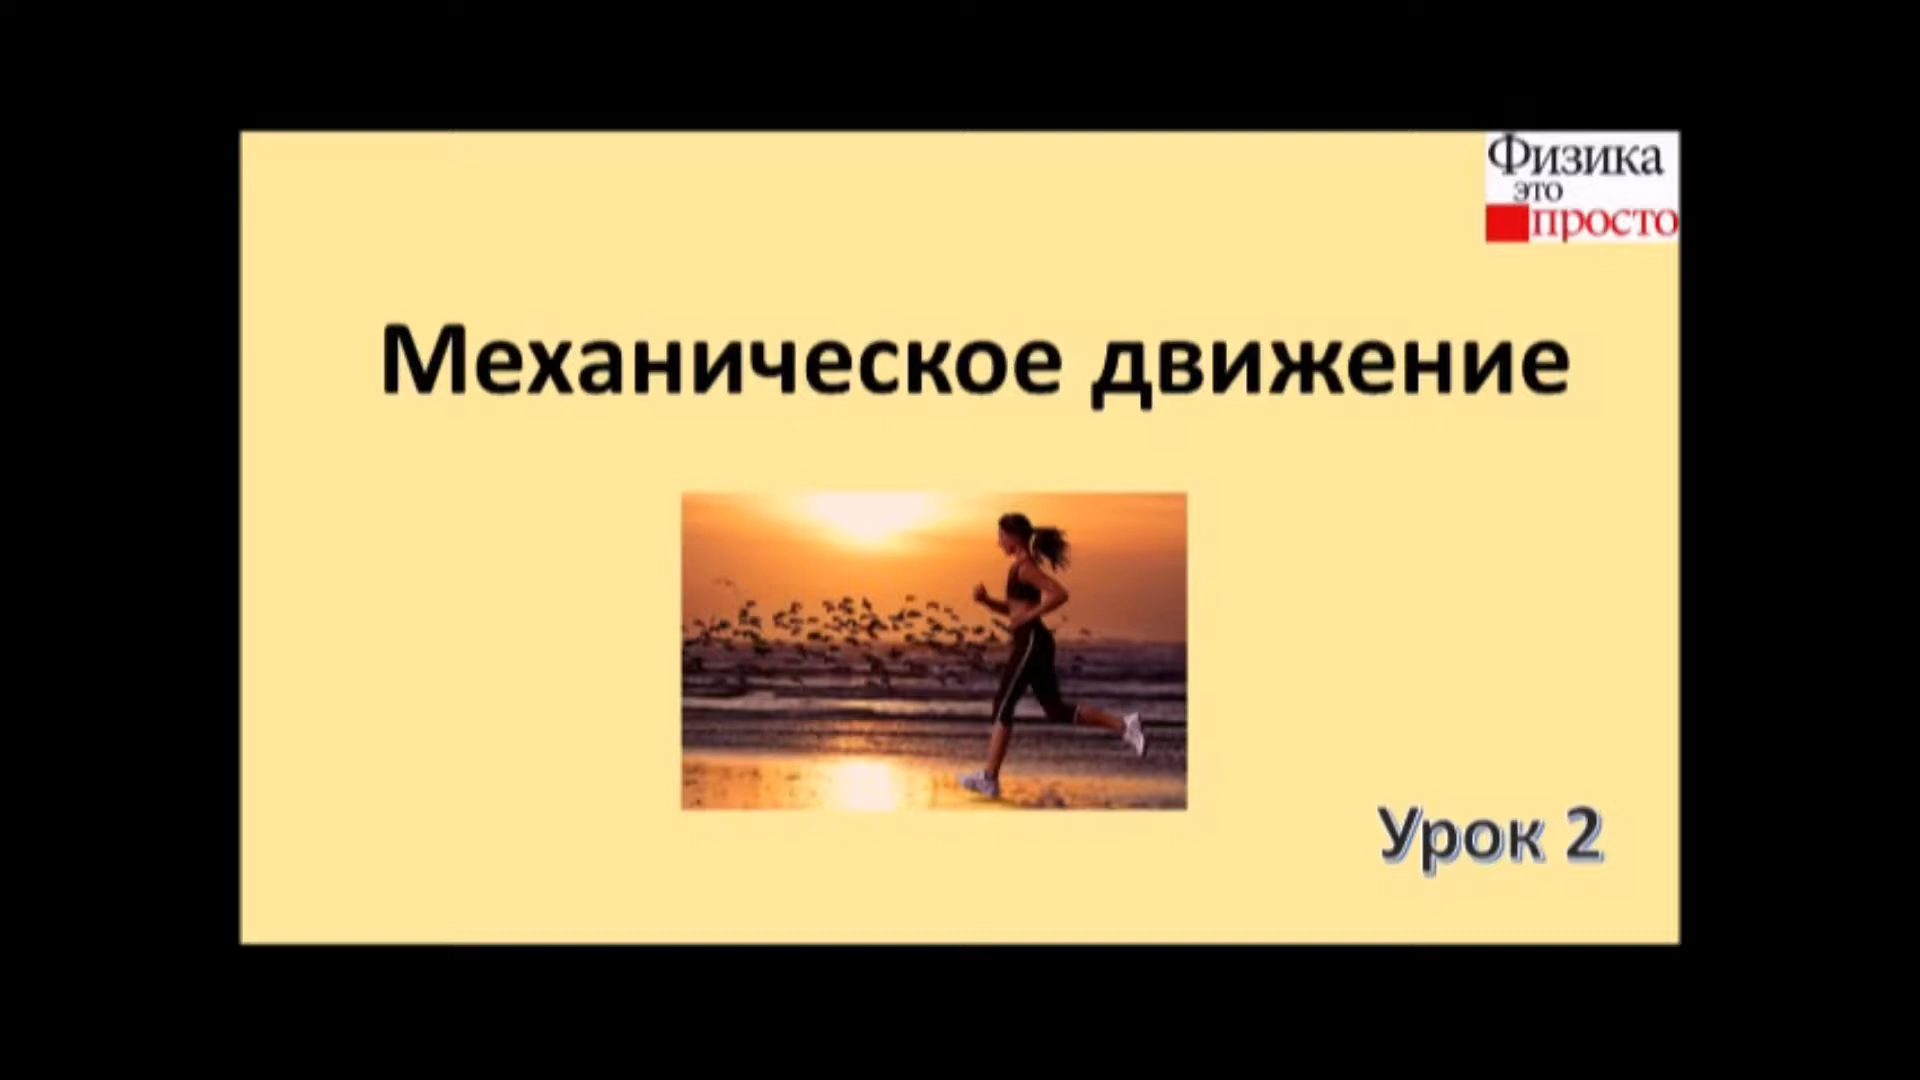 Физика
это
просто
Механическое движение
Урок 2